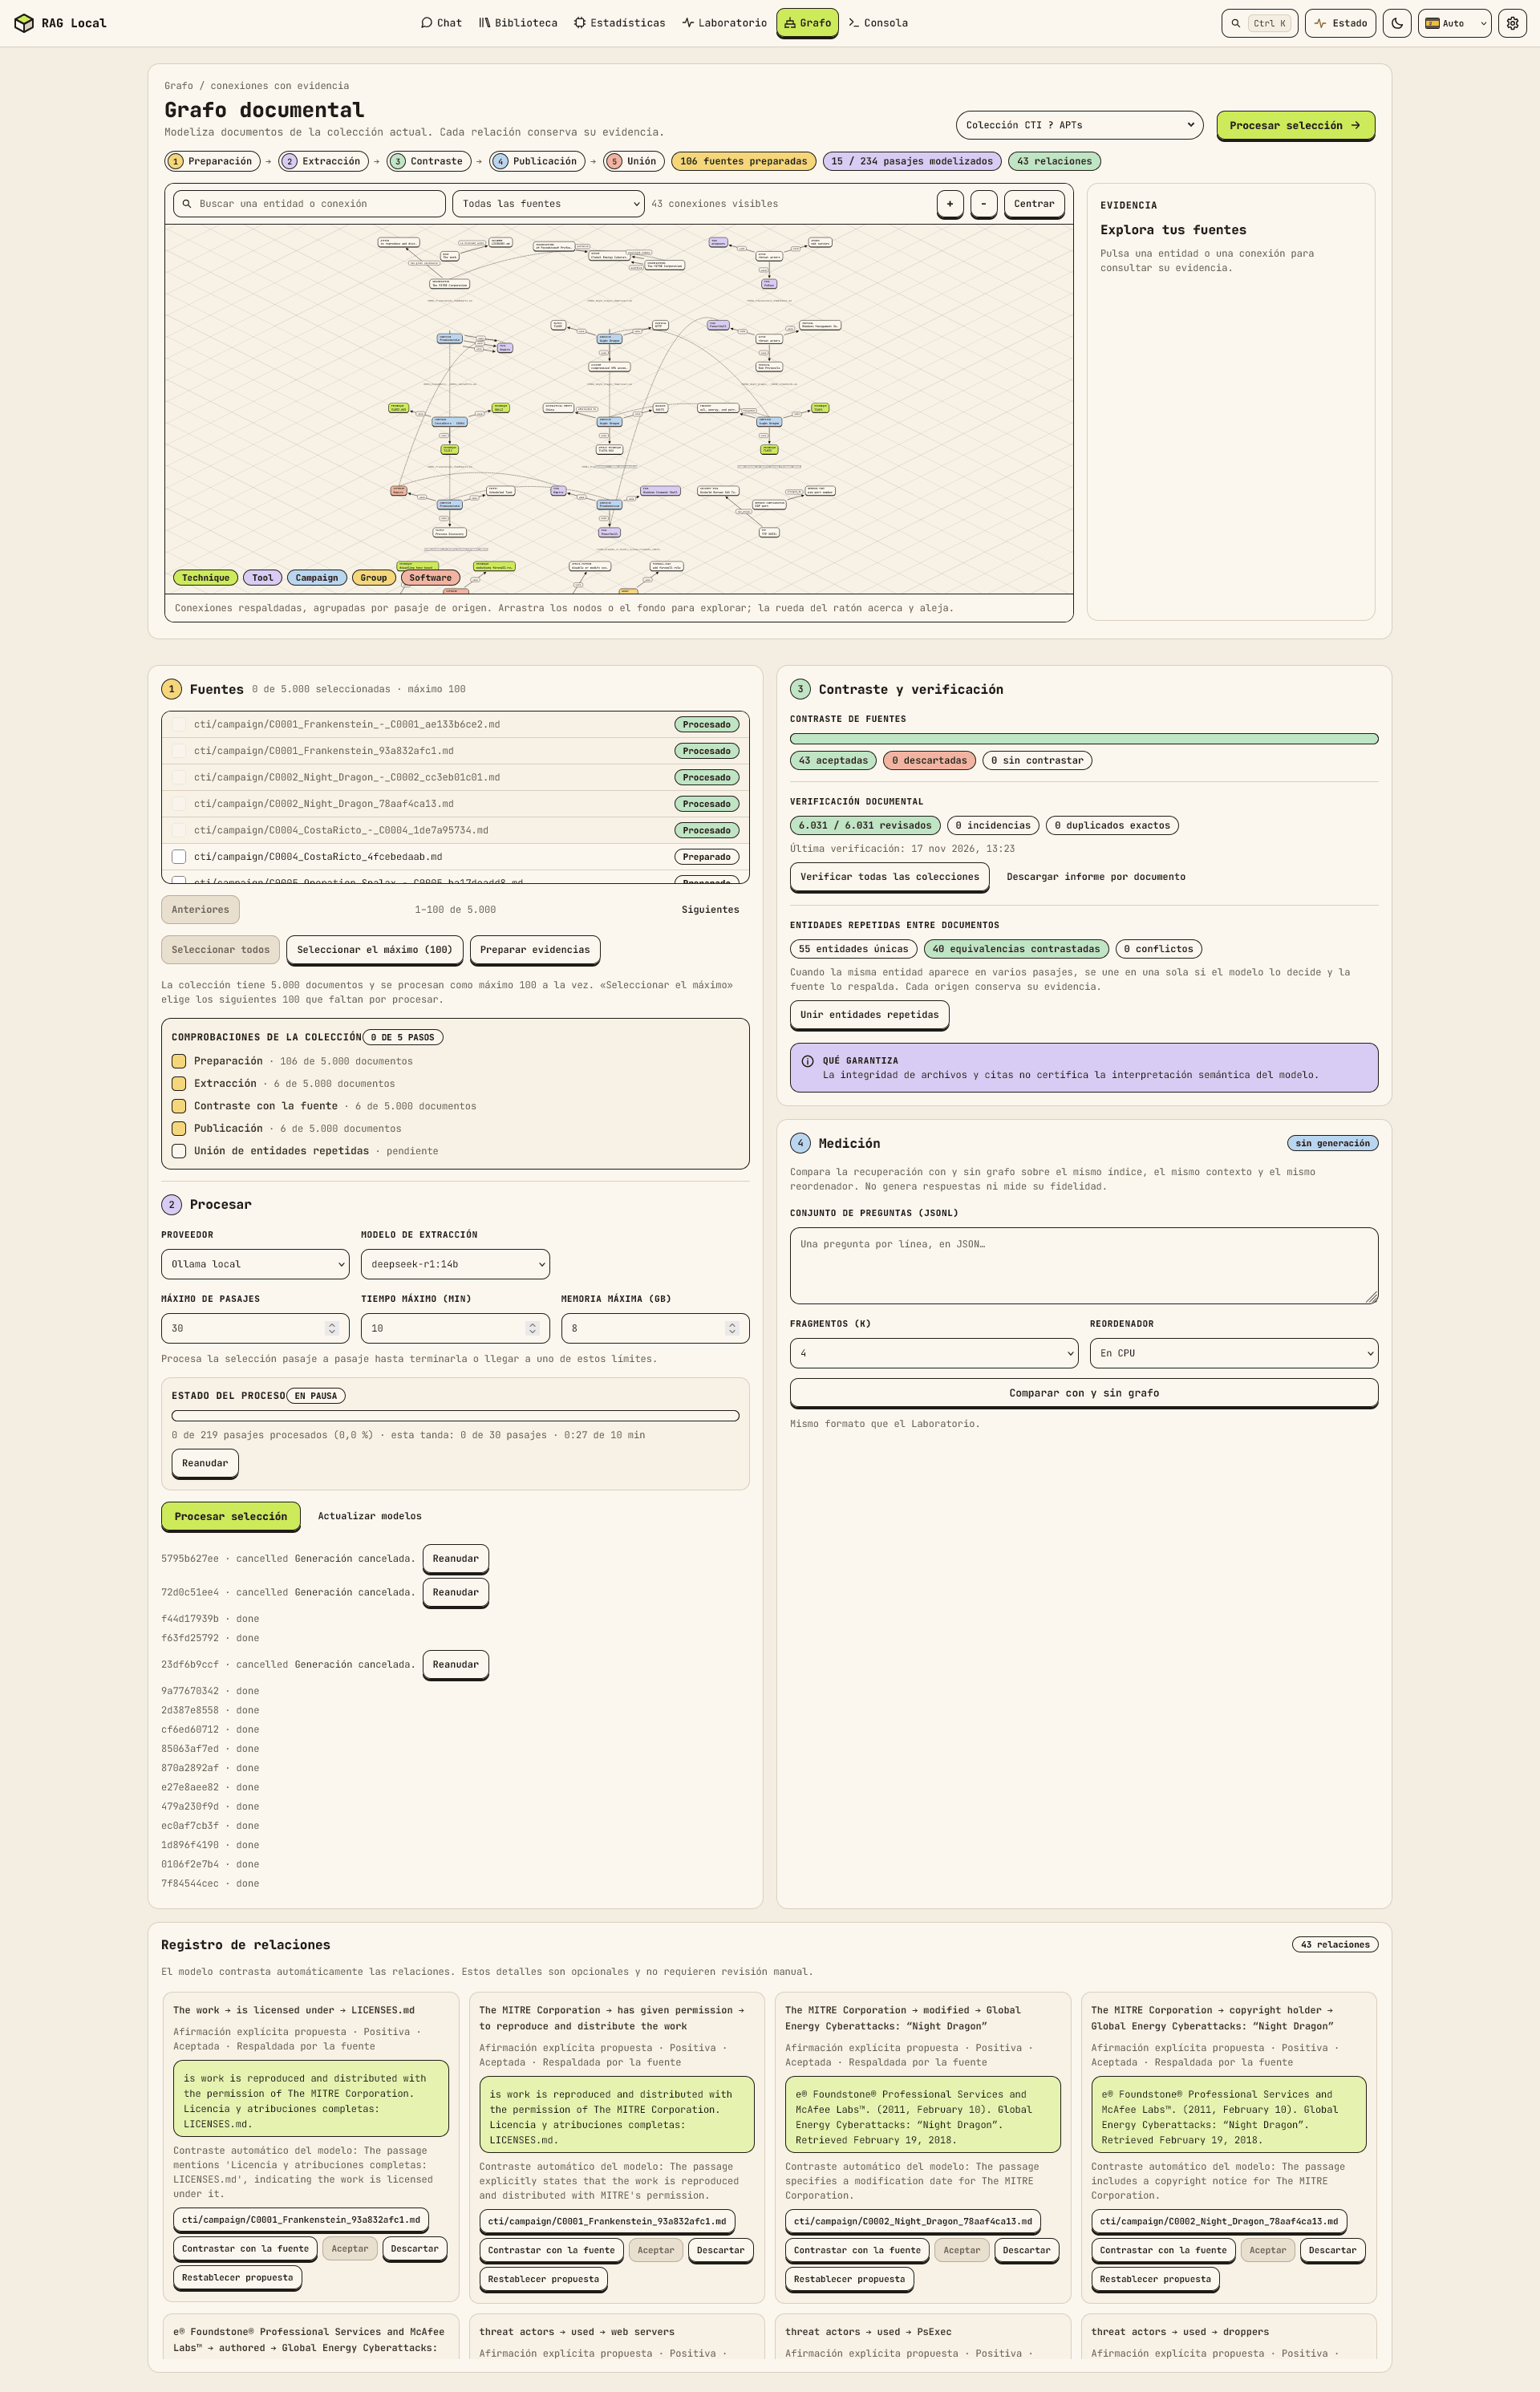 RAG Local
Chat
Biblioteca
Estadísticas
Laboratorio
Grafo
Consola
Ctrl K
Estado
Auto
Grafo / conexiones con evidencia
Grafo documental
Modeliza documentos de la colección actual. Cada relación conserva su evidencia.
Colección CTI ? APTs
Procesar selección →
1 Preparación → 2 Extracción → 3 Contraste → 4 Publicación → 5 Unión
106 fuentes preparadas
15 / 234 pasajes modelizados
43 relaciones
Buscar una entidad o conexión
Todas las fuentes
43 conexiones visibles
+
-
Centrar
Technique
Tool
Campaign
Group
Software
Conexiones respaldadas, agrupadas por pasaje de origen. Arrastra los nodos o el fondo para explorar; la rueda del ratón acerca y aleja.
EVIDENCIA
Explora tus fuentes
Pulsa una entidad o una conexión para
consultar su evidencia.
1 Fuentes 0 de 5.000 seleccionadas · máximo 100
cti/campaign/C0001_Frankenstein_-_C0001_ae133b6ce2.md Procesado
cti/campaign/C0001_Frankenstein_93a832afc1.md Procesado
cti/campaign/C0002_Night_Dragon_-_C0002_cc3eb01c01.md Procesado
cti/campaign/C0002_Night_Dragon_78aaf4ca13.md Procesado
cti/campaign/C0004_CostaRicto_-_C0004_1de7a95734.md Procesado
cti/campaign/C0004_CostaRicto_4fcebedaab.md Preparado
cti/campaign/C0005_Operation_Spalax_-_C0005_ba17deadd8.md Preparado
Anteriores
1–100 de 5.000
Siguientes
Seleccionar todos
Seleccionar el máximo (100)
Preparar evidencias
La colección tiene 5.000 documentos y se procesan como máximo 100 a la vez. «Seleccionar el máximo»
elige los siguientes 100 que faltan por procesar.
COMPROBACIONES DE LA COLECCIÓN 0 DE 5 PASOS
Preparación · 106 de 5.000 documentos
Extracción · 6 de 5.000 documentos
Contraste con la fuente · 6 de 5.000 documentos
Publicación · 6 de 5.000 documentos
Unión de entidades repetidas · pendiente
2 Procesar
PROVEEDOR
MODELO DE EXTRACCIÓN
Ollama local
deepseek-r1:14b
MÁXIMO DE PASAJES
TIEMPO MÁXIMO (MIN)
MEMORIA MÁXIMA (GB)
30
10
8
Procesa la selección pasaje a pasaje hasta terminarla o llegar a uno de estos límites.
ESTADO DEL PROCESO EN PAUSA
0 de 219 pasajes procesados (0,0 %) · esta tanda: 0 de 30 pasajes · 0:27 de 10 min
Reanudar
Procesar selección
Actualizar modelos
5795b627ee · cancelled Generación cancelada. Reanudar
72d0c51ee4 · cancelled Generación cancelada. Reanudar
f44d17939b · done
f63fd25792 · done
23df6b9ccf · cancelled Generación cancelada. Reanudar
9a77670342 · done
2d387e8558 · done
cf6ed60712 · done
85063af7ed · done
870a2892af · done
e27e8aee82 · done
479a230f9d · done
ec0af7cb3f · done
1d896f4190 · done
0106f2e7b4 · done
7f84544cec · done
3 Contraste y verificación
CONTRASTE DE FUENTES
43 aceptadas
0 descartadas
0 sin contrastar
VERIFICACIÓN DOCUMENTAL
6.031 / 6.031 revisados
0 incidencias
0 duplicados exactos
Última verificación: 17 nov 2026, 13:23
Verificar todas las colecciones
Descargar informe por documento
ENTIDADES REPETIDAS ENTRE DOCUMENTOS
55 entidades únicas
40 equivalencias contrastadas
0 conflictos
Cuando la misma entidad aparece en varios pasajes, se une en una sola si el modelo lo decide y la
fuente lo respalda. Cada origen conserva su evidencia.
Unir entidades repetidas
QUÉ GARANTIZA
La integridad de archivos y citas no certifica la interpretación semántica del modelo.
4 Medición
sin generación
Compara la recuperación con y sin grafo sobre el mismo índice, el mismo contexto y el mismo
reordenador. No genera respuestas ni mide su fidelidad.
CONJUNTO DE PREGUNTAS (JSONL)
Una pregunta por línea, en JSON…
FRAGMENTOS (K)
REORDENADOR
4
En CPU
Comparar con y sin grafo
Mismo formato que el Laboratorio.
Registro de relaciones
43 relaciones
El modelo contrasta automáticamente las relaciones. Estos detalles son opcionales y no requieren revisión manual.
The work → is licensed under → LICENSES.md
Afirmación explícita propuesta · Positiva ·
Aceptada · Respaldada por la fuente
is work is reproduced and distributed with
the permission of The MITRE Corporation.
Licencia y atribuciones completas:
LICENSES.md.
Contraste automático del modelo: The passage
mentions 'Licencia y atribuciones completas:
LICENSES.md', indicating the work is licensed
under it.
cti/campaign/C0001_Frankenstein_93a832afc1.md
Contrastar con la fuente
Aceptar
Descartar
Restablecer propuesta
The MITRE Corporation → has given permission →
to reproduce and distribute the work
Afirmación explícita propuesta · Positiva ·
Aceptada · Respaldada por la fuente
is work is reproduced and distributed with
the permission of The MITRE Corporation.
Licencia y atribuciones completas:
LICENSES.md.
Contraste automático del modelo: The passage
explicitly states that the work is reproduced
and distributed with MITRE's permission.
cti/campaign/C0001_Frankenstein_93a832afc1.md
Contrastar con la fuente
Aceptar
Descartar
Restablecer propuesta
The MITRE Corporation → modified → Global
Energy Cyberattacks: “Night Dragon”
Afirmación explícita propuesta · Positiva ·
Aceptada · Respaldada por la fuente
e® Foundstone® Professional Services and
McAfee Labs™. (2011, February 10). Global
Energy Cyberattacks: “Night Dragon”.
Retrieved February 19, 2018.
Contraste automático del modelo: The passage
specifies a modification date for The MITRE
Corporation.
cti/campaign/C0002_Night_Dragon_78aaf4ca13.md
Contrastar con la fuente
Aceptar
Descartar
Restablecer propuesta
The MITRE Corporation → copyright holder →
Global Energy Cyberattacks: “Night Dragon”
Afirmación explícita propuesta · Positiva ·
Aceptada · Respaldada por la fuente
e® Foundstone® Professional Services and
McAfee Labs™. (2011, February 10). Global
Energy Cyberattacks: “Night Dragon”.
Retrieved February 19, 2018.
Contraste automático del modelo: The passage
includes a copyright notice for The MITRE
Corporation.
cti/campaign/C0002_Night_Dragon_78aaf4ca13.md
Contrastar con la fuente
Aceptar
Descartar
Restablecer propuesta
e® Foundstone® Professional Services and McAfee
Labs™ → authored → Global Energy Cyberattacks:
threat actors → used → web servers
Afirmación explícita propuesta · Positiva ·
threat actors → used → PsExec
Afirmación explícita propuesta · Positiva ·
threat actors → used → droppers
Afirmación explícita propuesta · Positiva ·